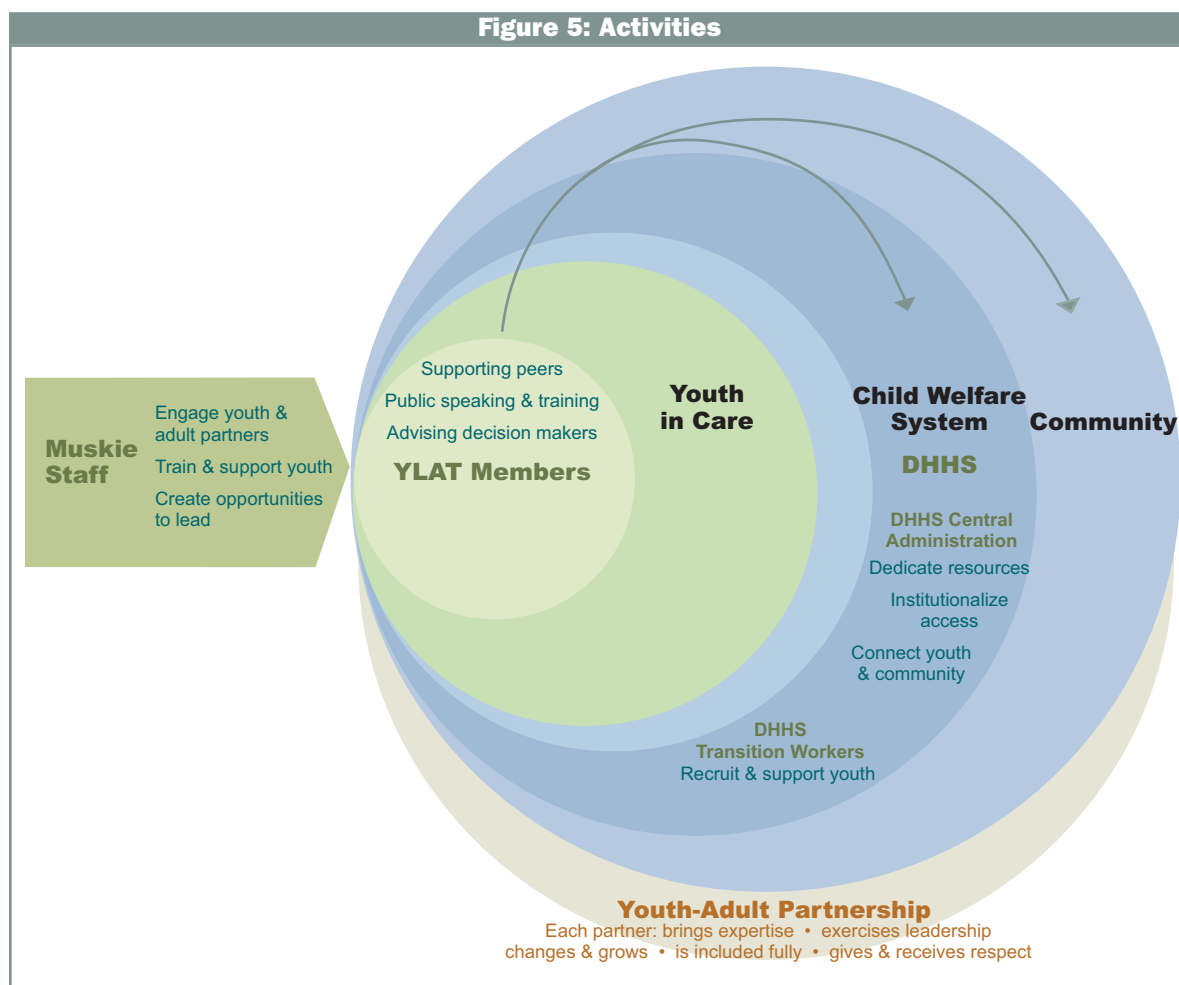 Figure 5: Activities
Muskie
Staff
Engage youth &
adult partners
Train & support youth
Create opportunities
to lead
Supporting peers
Public speaking & training
Advising decision makers
YLAT Members
Youth
in Care
Child Welfare
System
DHHS
DHHS Central
Administration
Dedicate resources
Institutionalize
access
Connect youth
& community
DHHS
Transition Workers
Recruit & support youth
Community
Youth-Adult Partnership
Each partner: brings expertise • exercises leadership
changes & grows • is included fully • gives & receives respect